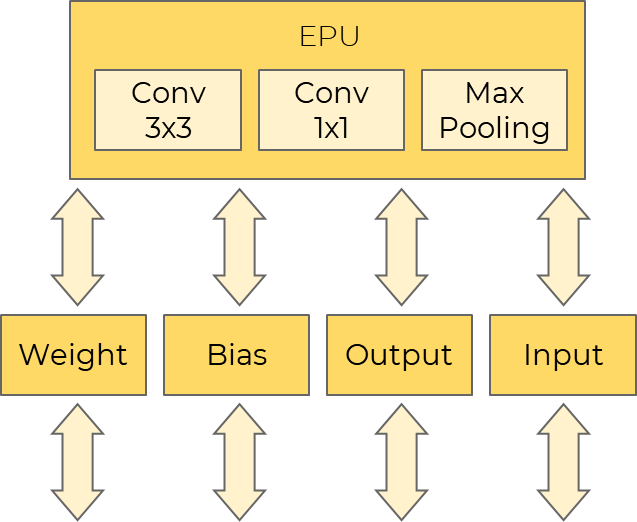 EPU
Conv
3x3
Conv
1x1
Max
Pooling
Weight
Bias
Output
Input